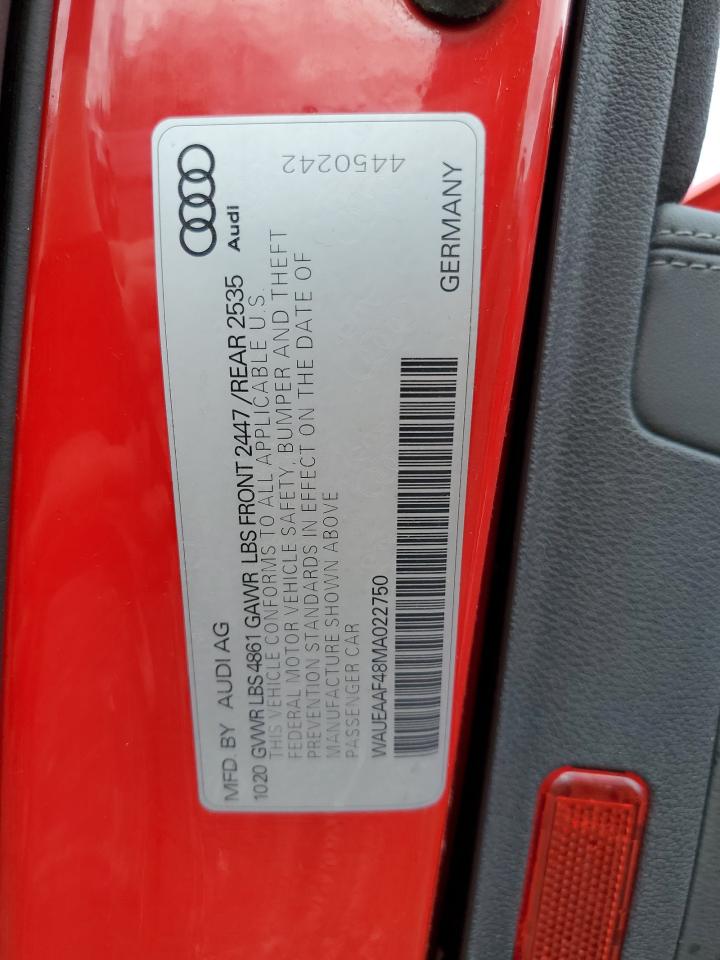 MFD. BY AUDI AG
Audi
1020 GVWR LBS 4861 GAWR LBS FRONT 2447/REAR 2535
THIS VEHICLE CONFORMS TO ALL APPLICABLE U.S.
FEDERAL MOTOR VEHICLE SAFETY, BUMPER AND THEFT
PREVENTION STANDARDS IN EFFECT ON THE DATE OF
MANUFACTURE SHOWN ABOVE
4450242
PASSENGER CAR
WAUEAAF48MA022750
GERMANY